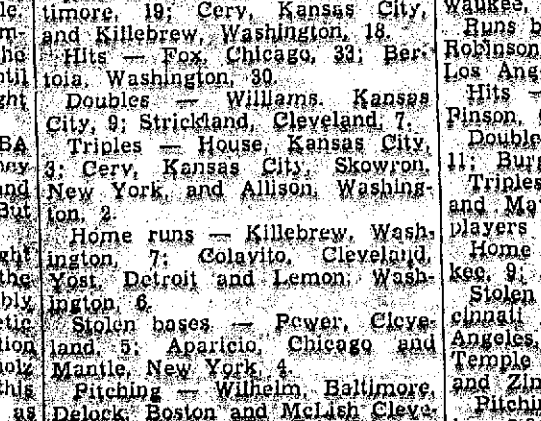 timore, 19; Cerv, Kansas City,
and Killebrew, Washington, 18.
Hits — Fox, Chicago, 33; Ber-
toia, Washington, 30.
Doubles — Williams, Kansas
City, 9; Strickland, Cleveland, 7.
Triples — House, Kansas City,
3; Cerv, Kansas City, Skowron,
New York, and Allison, Washing-
ton, 2.
Home runs — Killebrew, Wash-
ington, 7; Colavito, Cleveland,
Yost, Detroit and Lemon, Wash-
ington, 6.
Stolen bases — Power, Cleve-
land, 5; Aparicio, Chicago and
Mantle, New York, 4.
Pitching — Wilhelm, Baltimore,
Delock, Boston and McLish Cleve-
waukee,
Runs b
Robinson
Los Ang
Hits —
Pinson,
Double
11; Burg
Triples
and Ma
players
Home
kee, 9;
Stolen
cinnati
Angeles,
Temple
and Zin
Pitchin